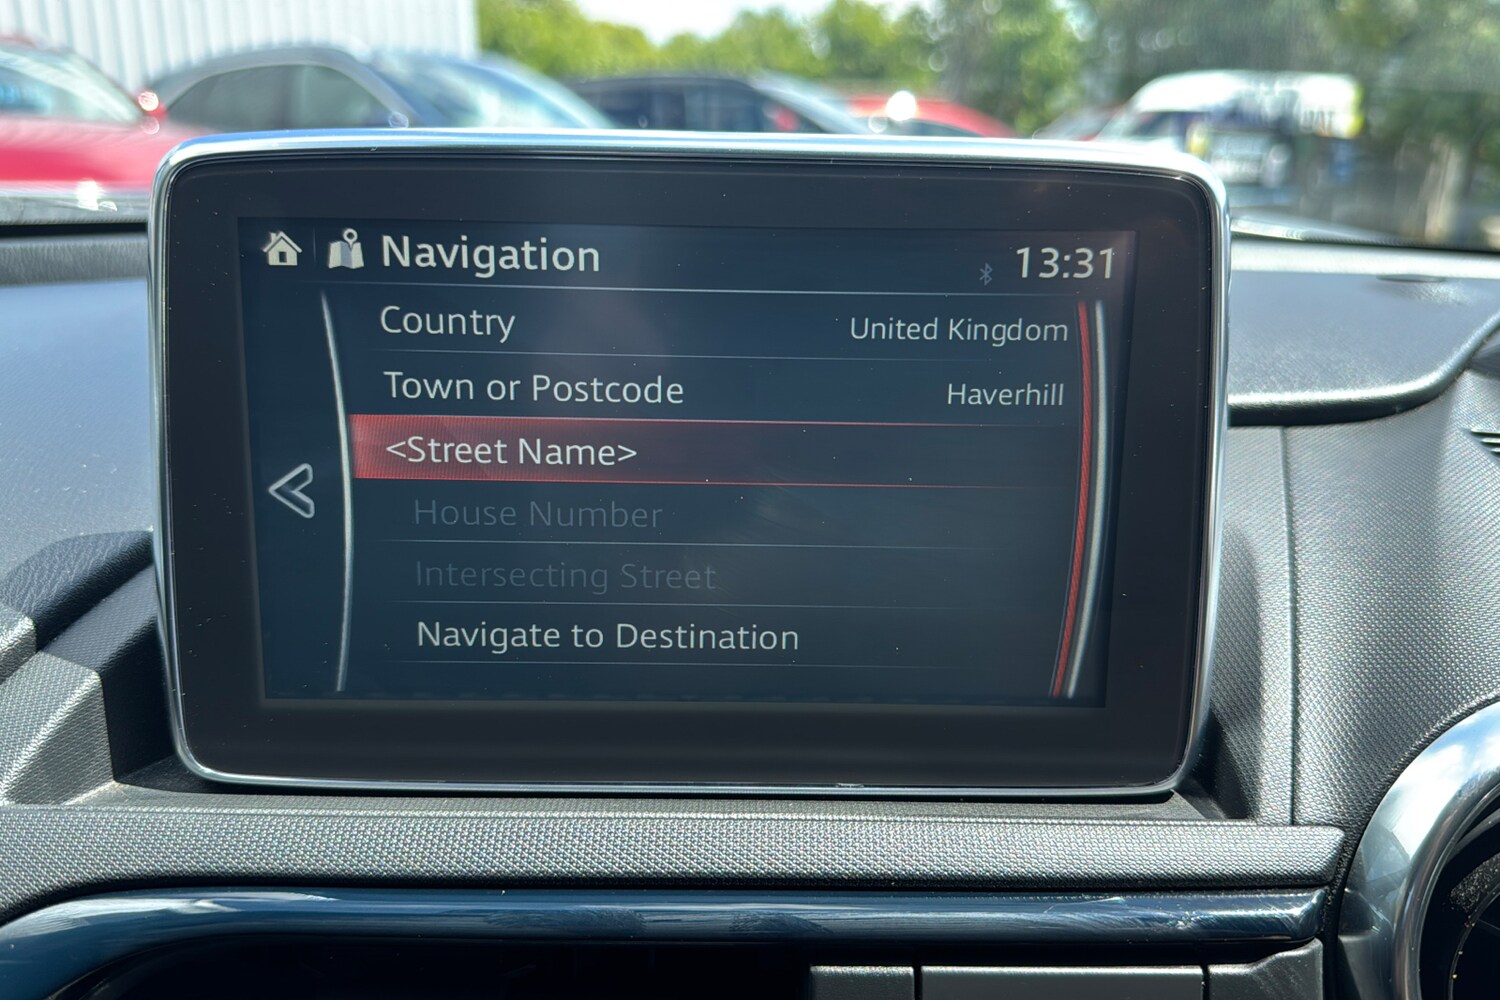 Navigation 13:31
Country United Kingdom
Town or Postcode Haverhill
<Street Name>
House Number
Intersecting Street
Navigate to Destination